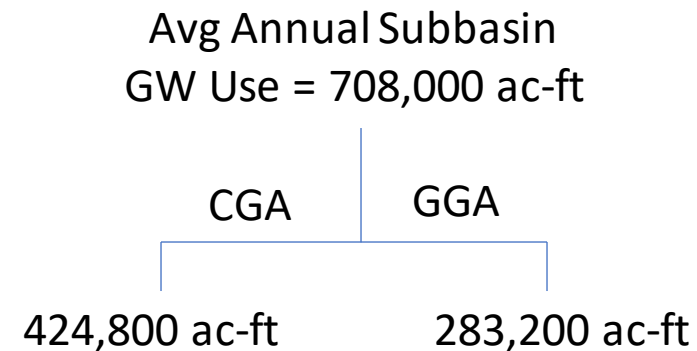 Avg Annual Subbasin
GW Use = 708,000 ac-ft
CGA GGA
424,800 ac-ft 283,200 ac-ft